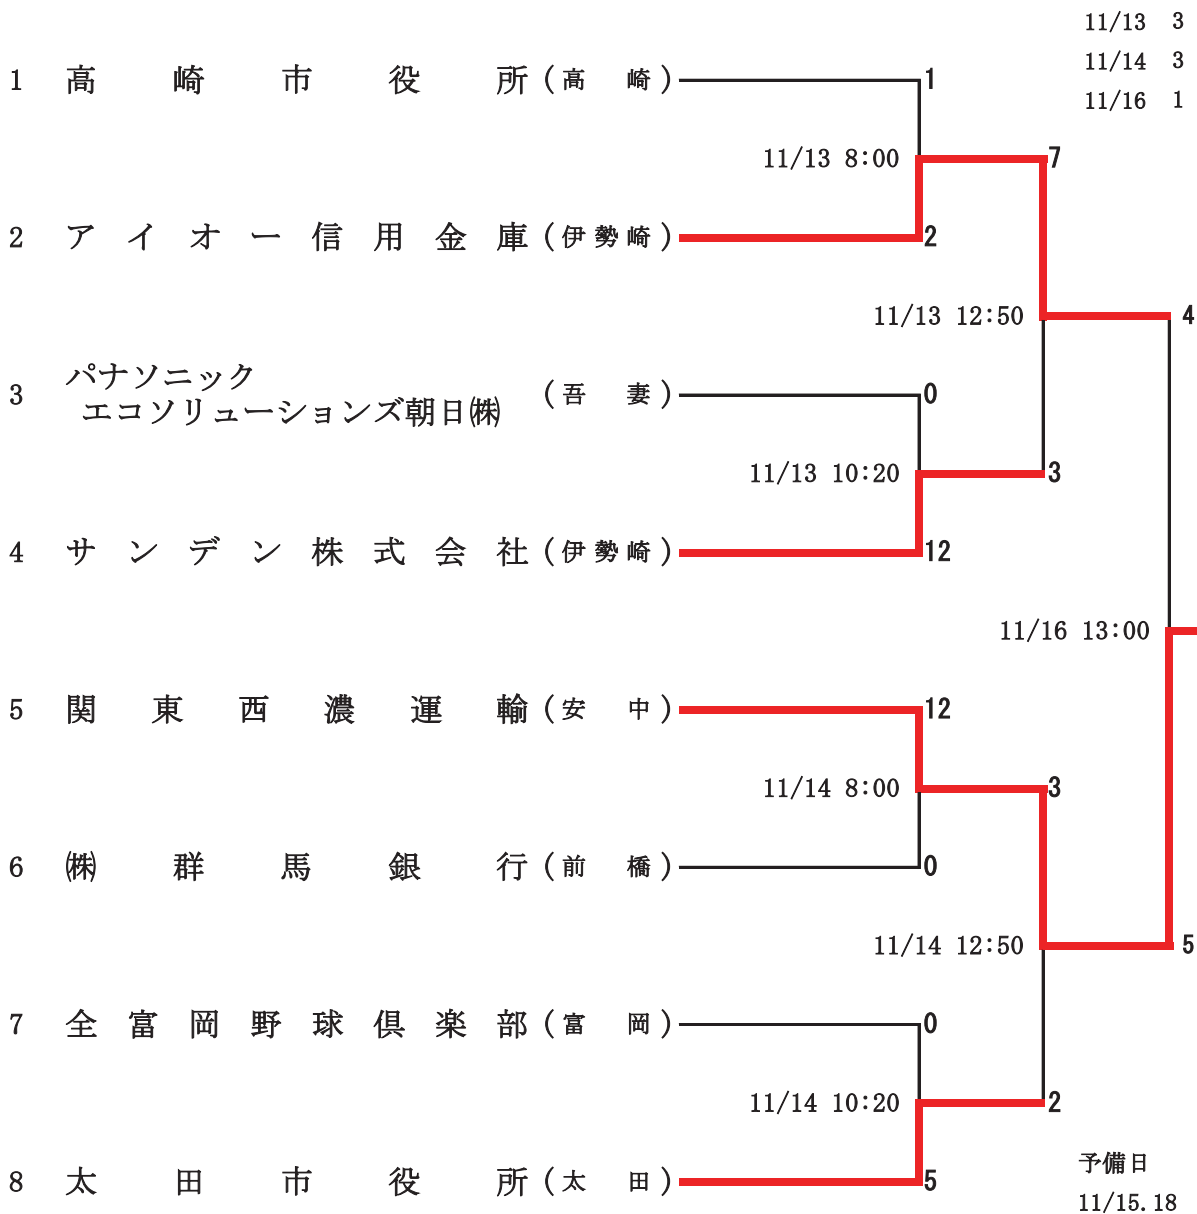 11/13 3
11/14 3
11/16 1
1 高崎市役所(高崎) 1
11/13 8:00 7
2 アイオー信用金庫(伊勢崎) 2
11/13 12:50 4
3 パナソニック
エコソリューションズ朝日㈱ (吾妻) 0
11/13 10:20 3
4 サンデン株式会社(伊勢崎) 12
11/16 13:00
5 関東西濃運輸(安中) 12
11/14 8:00 3
6 ㈱群馬銀行(前橋) 0
11/14 12:50 5
7 全富岡野球倶楽部(富岡) 0
11/14 10:20 2
8 太田市役所(太田) 5
予備日
11/15.18